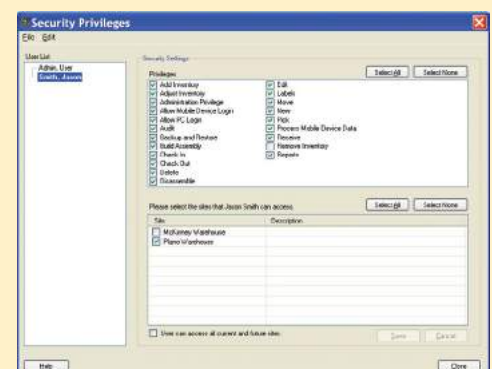 Security Privileges
File Edit
User List
Admin, User
Smith, Jason
Security Settings
Privileges
Select All
Select None
Add Inventory
Adjust Inventory
Administration Privilege
Allow Mobile Device Login
Allow PC Login
Audit
Backup and Restore
Build Assembly
Check In
Check Out
Delete
Disassemble
Edit
Labels
Move
New
Pick
Process Mobile Device Data
Receive
Remove Inventory
Reports
Please select the sites that Jason Smith can access.
Select All
Select None
Site Description
McKinney Warehouse
Plano Warehouse
User can access all current and future sites.
Save
Cancel
Help
Close